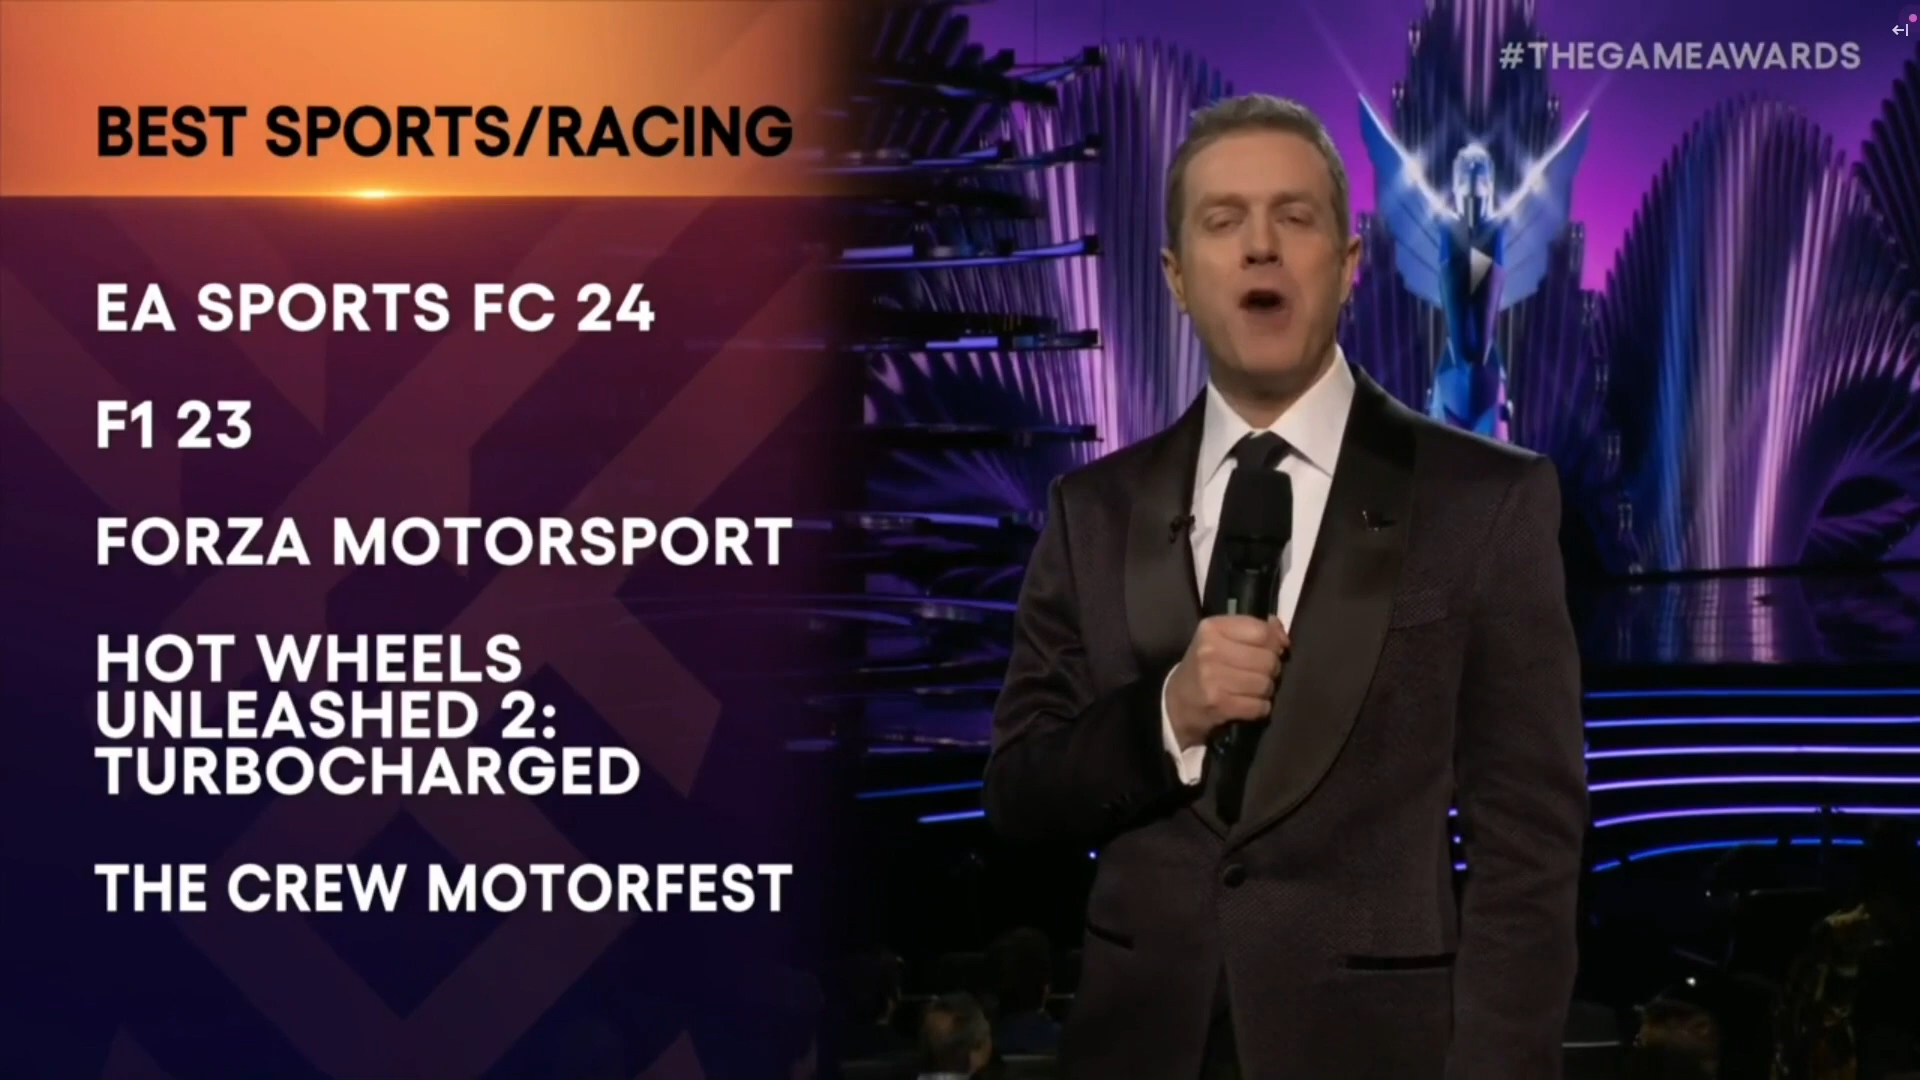 #THEGAMEAWARDS
BEST SPORTS/RACING
EA SPORTS FC 24
F1 23
FORZA MOTORSPORT
HOT WHEELS
UNLEASHED 2:
TURBOCHARGED
THE CREW MOTORFEST